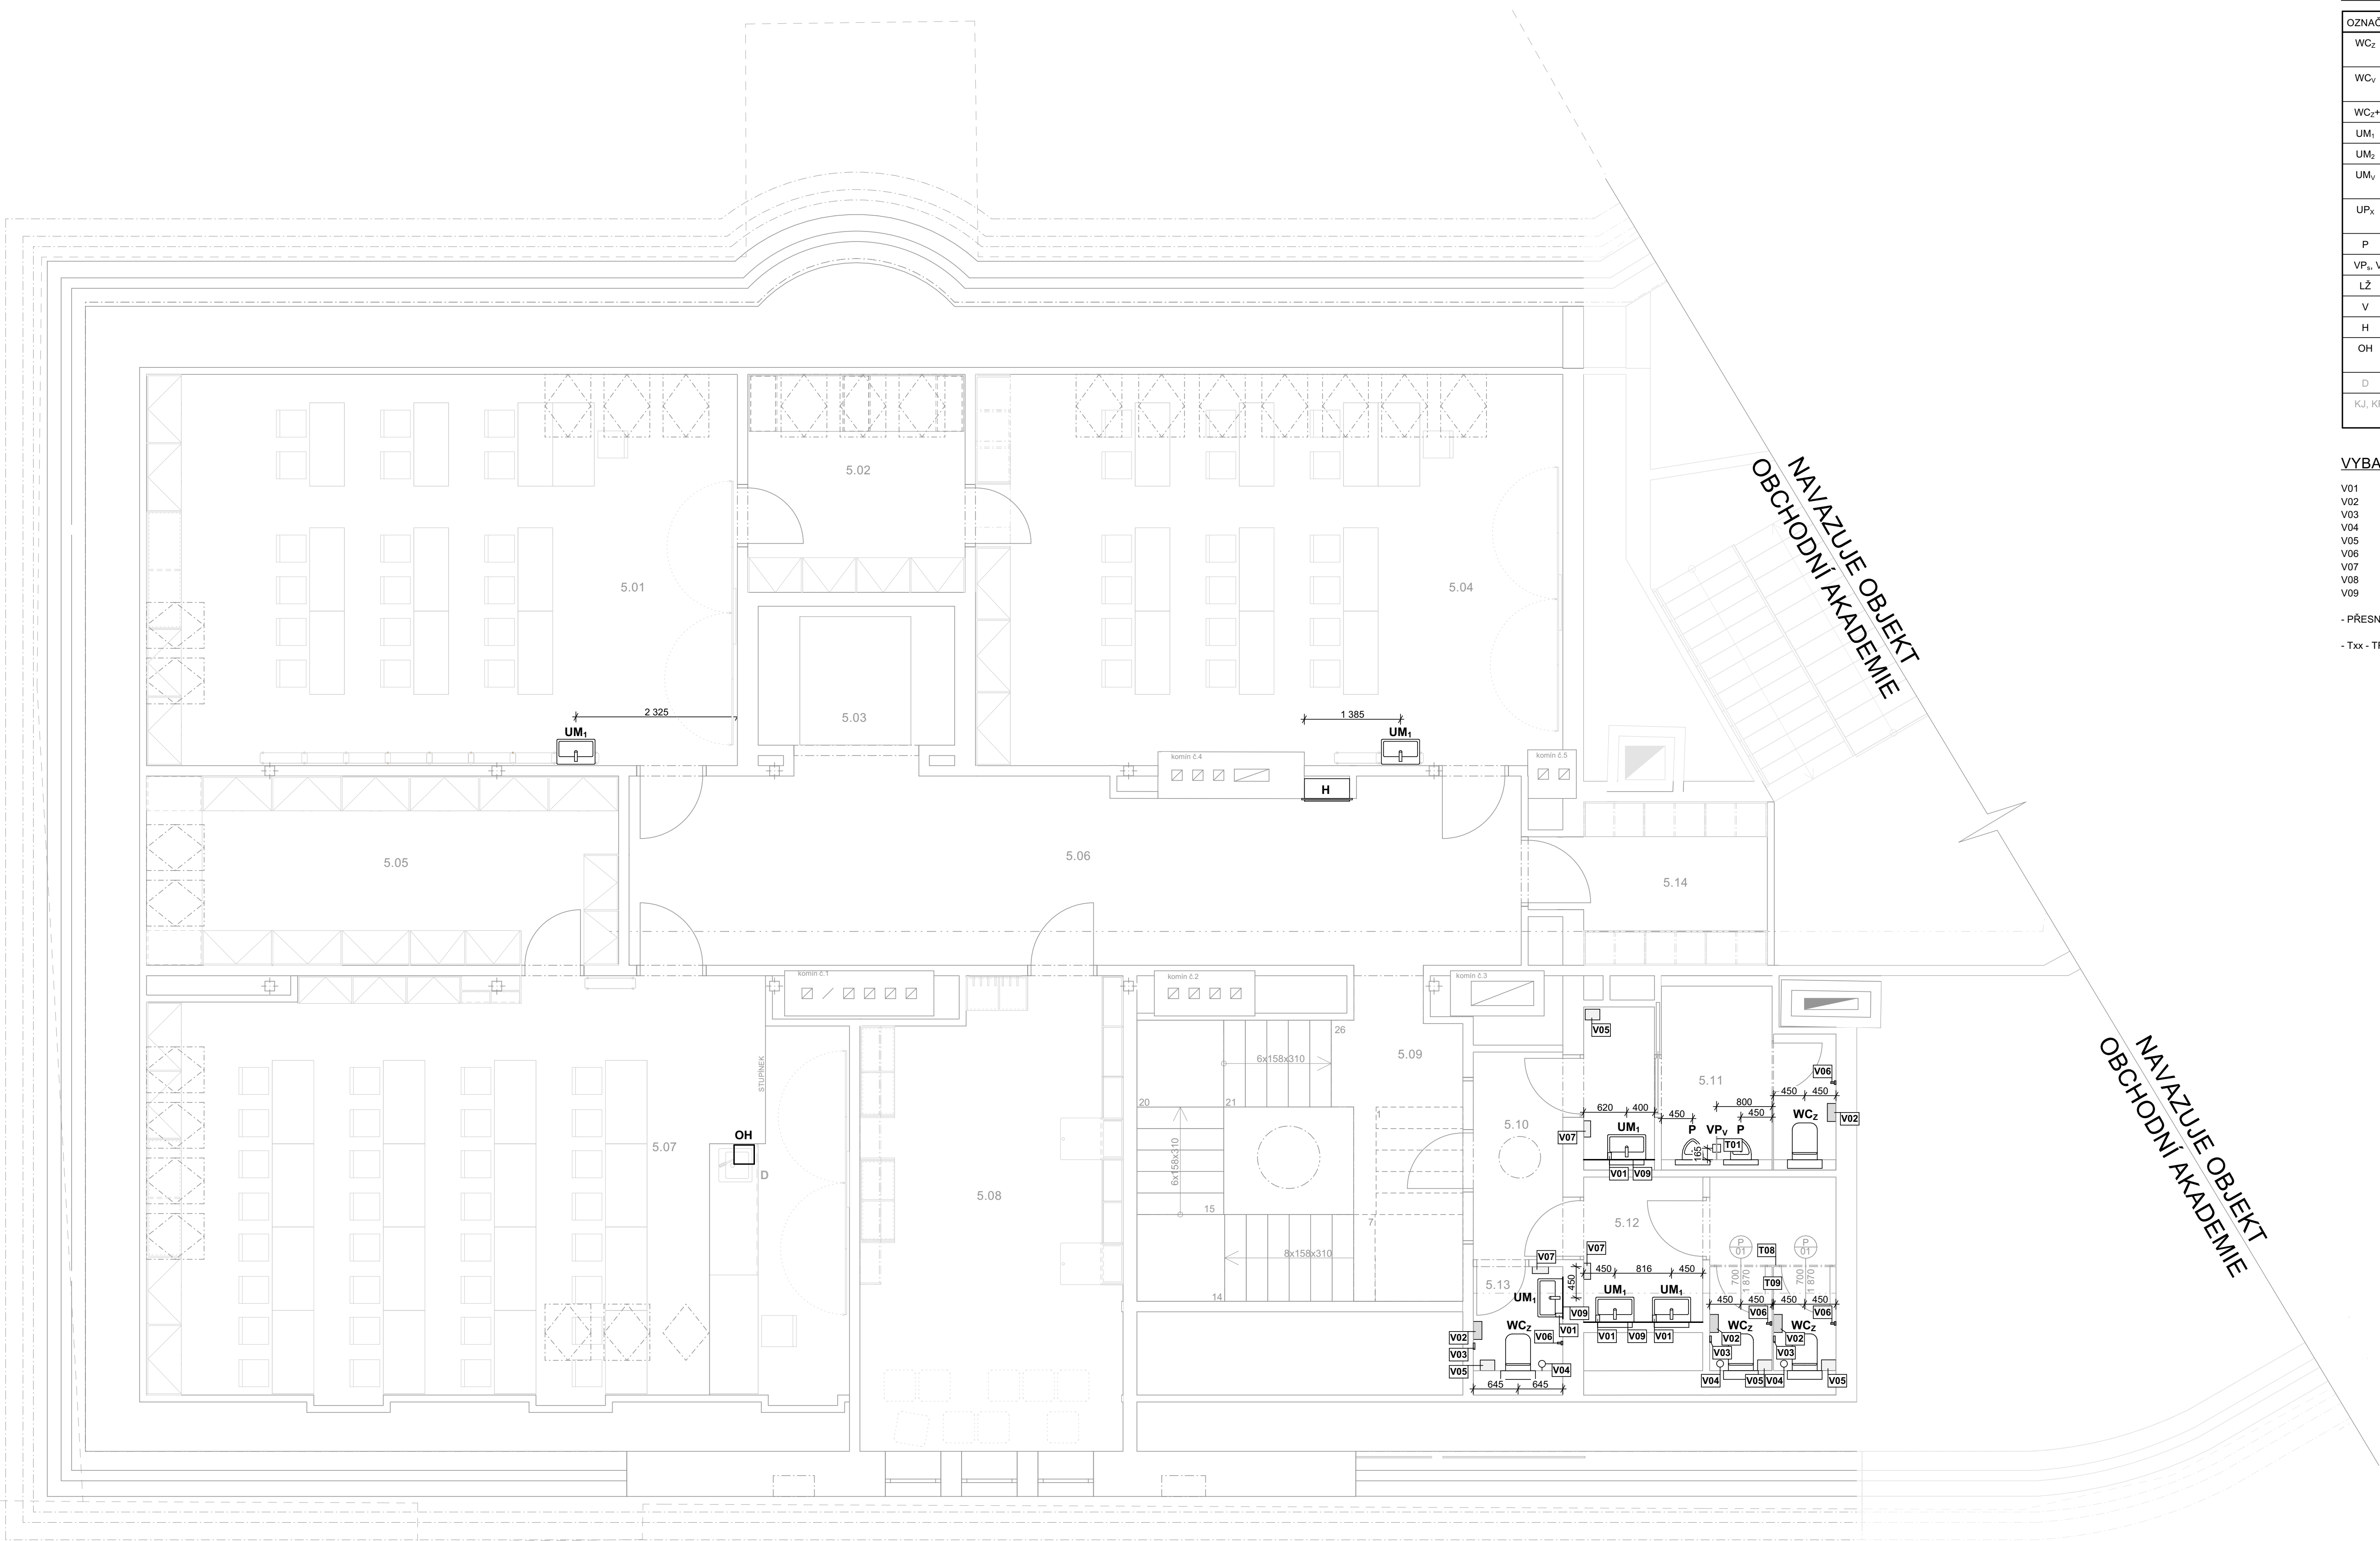 OZNAČ
WCZ
WCV
WCZ+
UM1
UM2
UMV
UPX
P
VPs, V
LŽ
V
H
OH
D
KJ, K
VYBA
V01
V02
V03
V04
V05
V06
V07
V08
V09
- PŘESN
- Txx - T
NAVAZUJE OBJEKT
OBCHODNÍ AKADEMIE
5.02
5.01
5.04
5.03
2 325
UM1
1 385
UM1
komín č.4
komín č.5
H
5.05
5.06
5.14
komín č.1
komín č.2
komín č.3
26
5.09
V05
6x158x310
STUPÍNEK
20
21
1
5.11
V06
450 450
800
620 400
450
450
WCZ
V02
5.10
UM1
P VPV P
T01
V07
165
OH
5.07
D
6x158x310
V01 V09
5.08
15
7
5.12
8x158x310
14
P
01
P
01
T08
V07
V07
450 816 450
700
1 870
700
1 870
T09
5.13
450
UM1
UM1 UM1
450 450 450 450
V06 V06
V09
V01
WCZ
WCZ WCZ
V02
V06
V01 V09 V01
V02 V02
V03
V03 V03
V05
V04
V04 V05 V04 V05
645 645
NAVAZUJE OBJEKT
OBCHODNÍ AKADEMIE